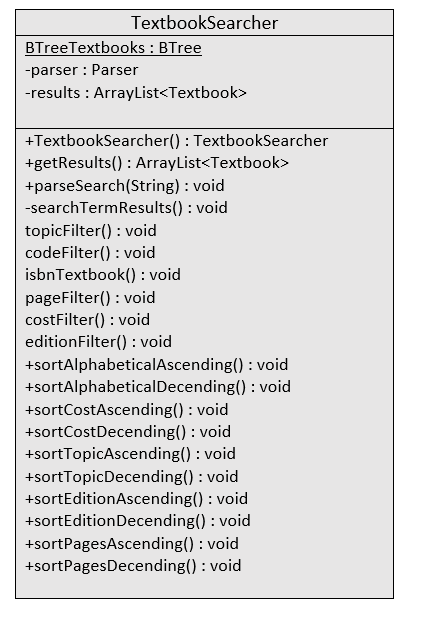 TextbookSearcher
BTreeTextbooks : BTree
-parser : Parser
-results : ArrayList<Textbook>
+TextbookSearcher() : TextbookSearcher
+getResults() : ArrayList<Textbook>
+parseSearch(String) : void
-searchTermResults() : void
topicFilter() : void
codeFilter() : void
isbnTextbook() : void
pageFilter() : void
costFilter() : void
editionFilter() : void
+sortAlphabeticalAscending() : void
+sortAlphabeticalDecending() : void
+sortCostAscending() : void
+sortCostDecending() : void
+sortTopicAscending() : void
+sortTopicDecending() : void
+sortEditionAscending() : void
+sortEditionDecending() : void
+sortPagesAscending() : void
+sortPagesDecending() : void